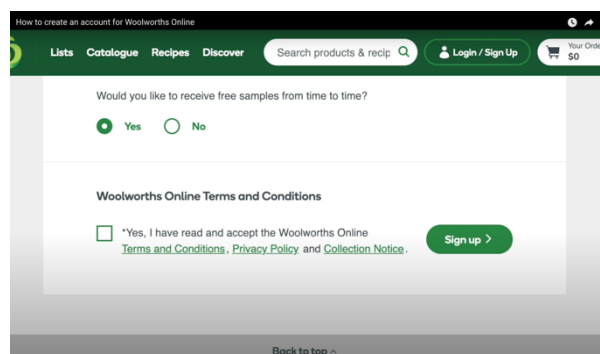 How to create an account for Woolworths Online
Lists Catalogue Recipes Discover Search products & recip Login / Sign Up Your Orde
$0
Would you like to receive free samples from time to time?
Yes No
Woolworths Online Terms and Conditions
*Yes, I have read and accept the Woolworths Online
Terms and Conditions, Privacy Policy and Collection Notice.
Sign up
Back to top